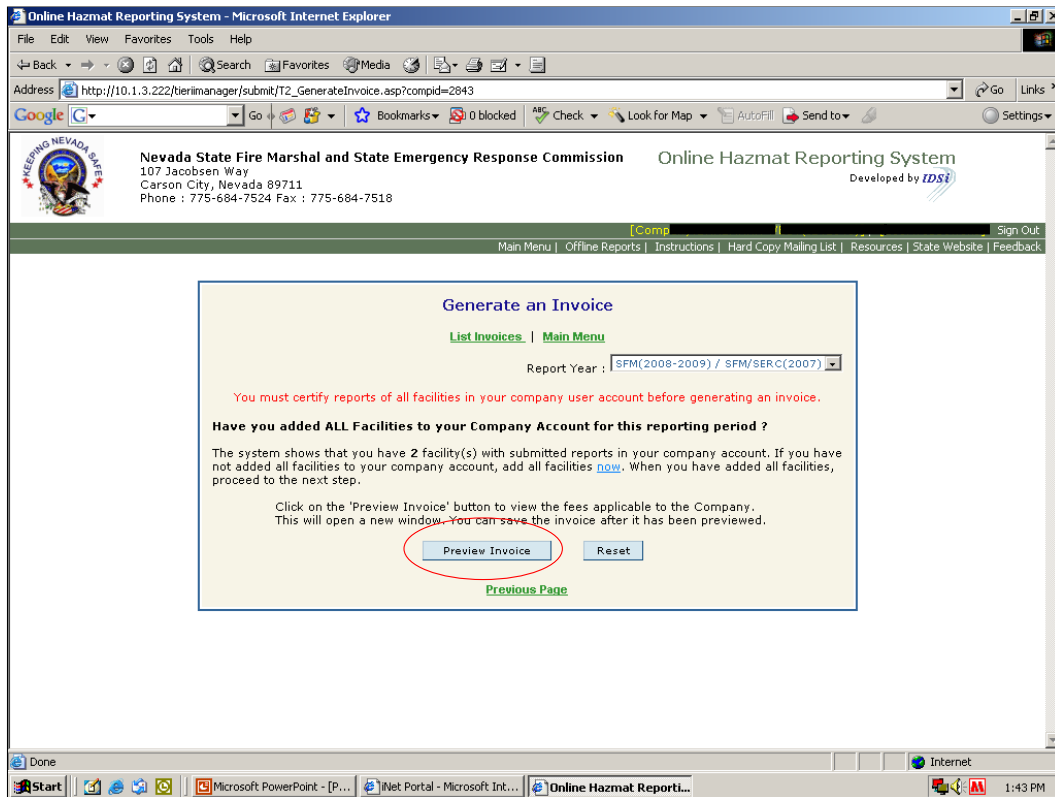 Online Hazmat Reporting System - Microsoft Internet Explorer
File Edit View Favorites Tools Help
Back Search Favorites Media
Address http://10.1.3.222/tieriimanager/submit/T2_GenerateInvoice.asp?compid=2843 Go Links
Google G Go Bookmarks 0 blocked ABC Check Look for Map AutoFill Send to Settings
KEEPING NEVADA SAFE
Nevada State Fire Marshal and State Emergency Response Commission
107 Jacobsen Way
Carson City, Nevada 89711
Phone : 775-684-7524 Fax : 775-684-7518
Online Hazmat Reporting System
Developed by IDSi
[Comp Sign Out
Main Menu | Offline Reports | Instructions | Hard Copy Mailing List | Resources | State Website | Feedback
Generate an Invoice
List Invoices | Main Menu
Report Year : SFM(2008-2009) / SFM/SERC(2007)
You must certify reports of all facilities in your company user account before generating an invoice.
Have you added ALL Facilities to your Company Account for this reporting period ?
The system shows that you have 2 facility(s) with submitted reports in your company account. If you have
not added all facilities to your company account, add all facilities now. When you have added all facilities,
proceed to the next step.
Click on the 'Preview Invoice' button to view the fees applicable to the Company.
This will open a new window. You can save the invoice after it has been previewed.
Preview Invoice Reset
Previous Page
Done Internet
Start Microsoft PowerPoint - [P... iNet Portal - Microsoft Int... Online Hazmat Reporti... 1:43 PM